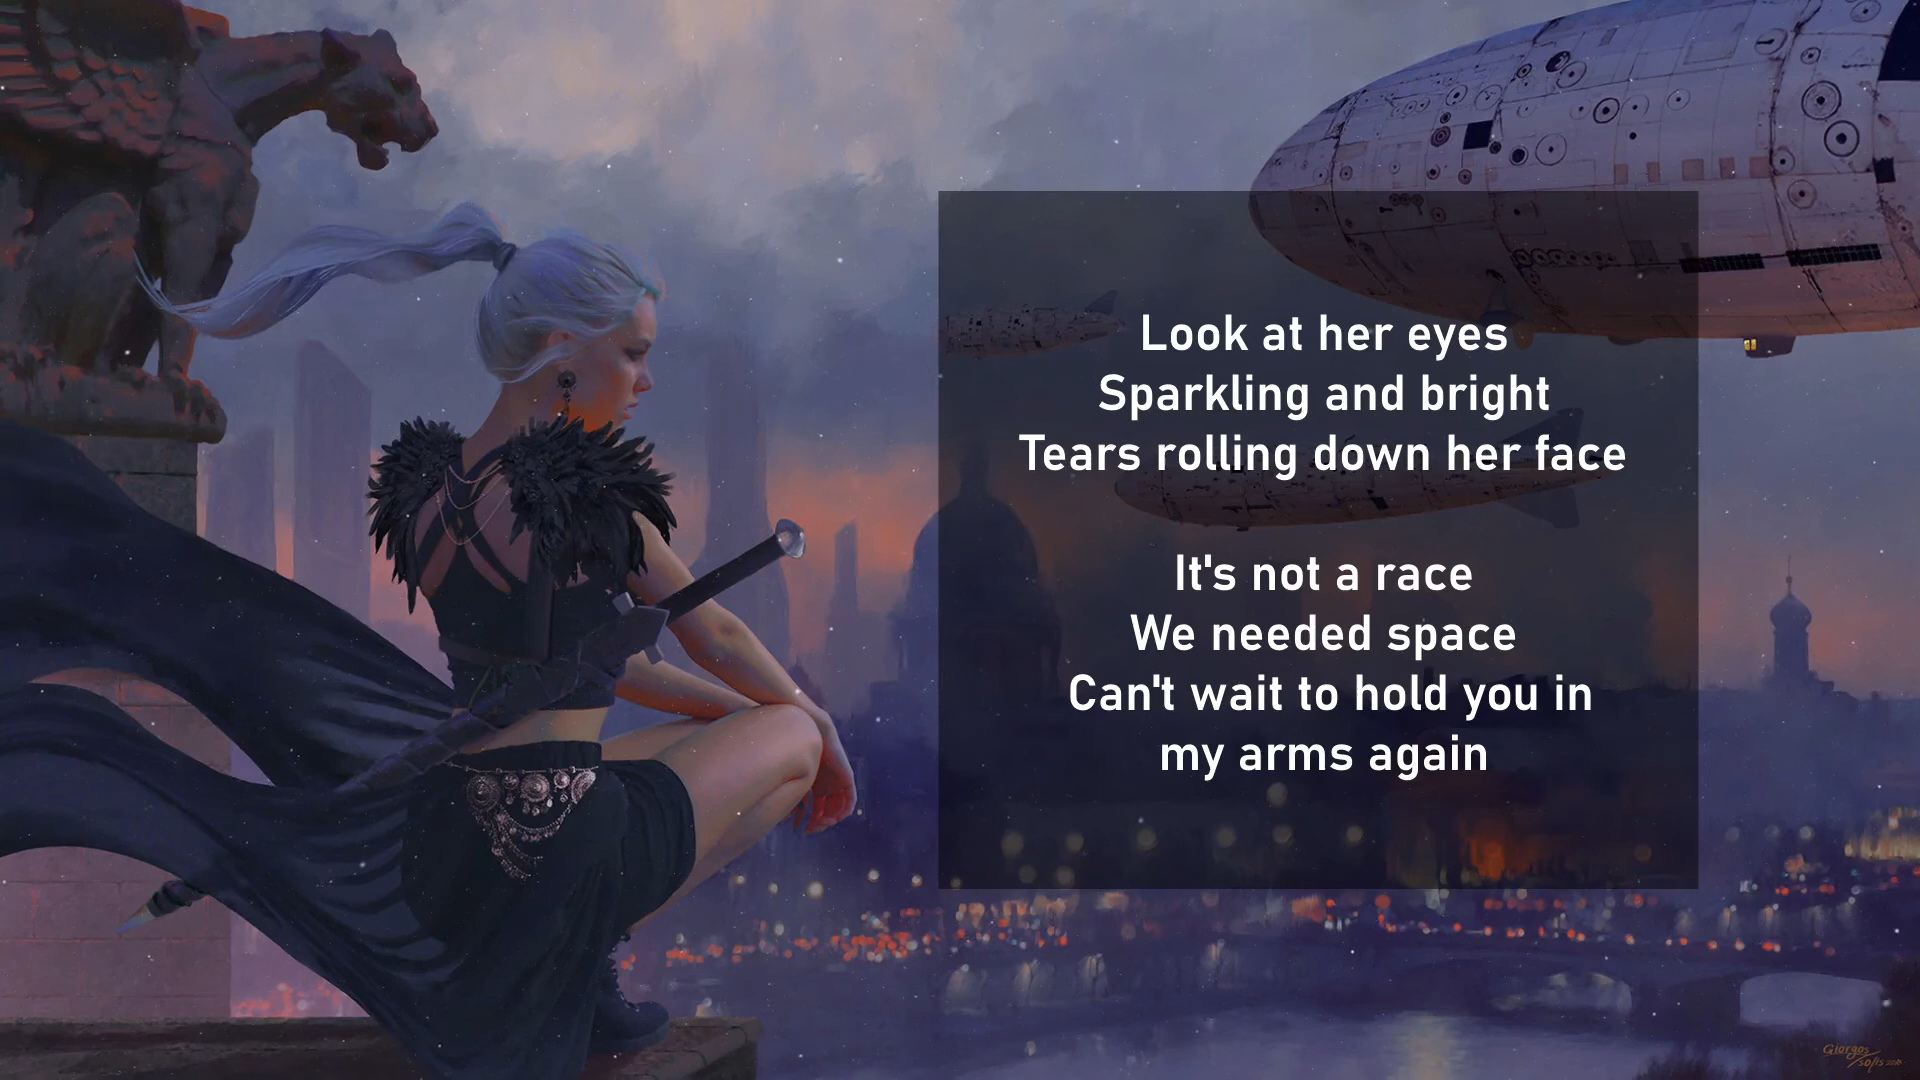 Look at her eyes
Sparkling and bright
Tears rolling down her face
It's not a race
We needed space
Can't wait to hold you in
my arms again
Giorgos